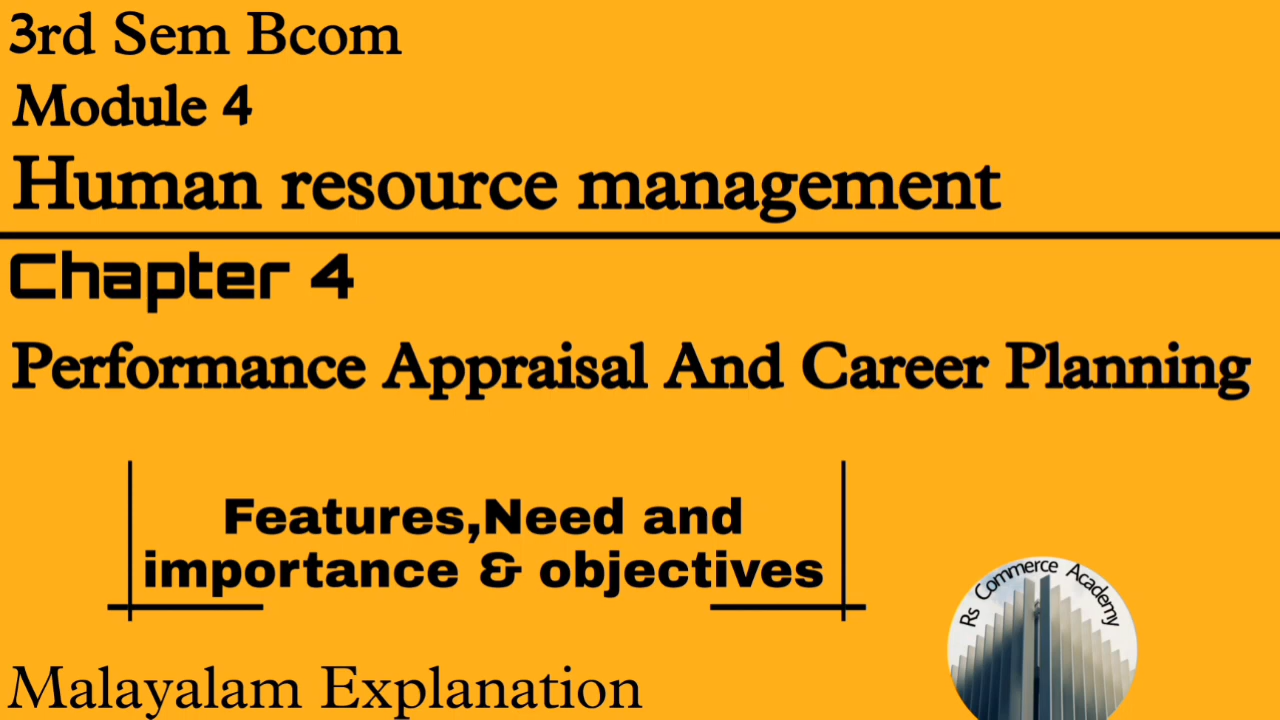 3rd Sem Bcom
Module 4
Human resource management
Chapter 4
Performance Appraisal And Career Planning
Features,Need and
importance & objectives
Rs Commerce Academy
Malayalam Explanation